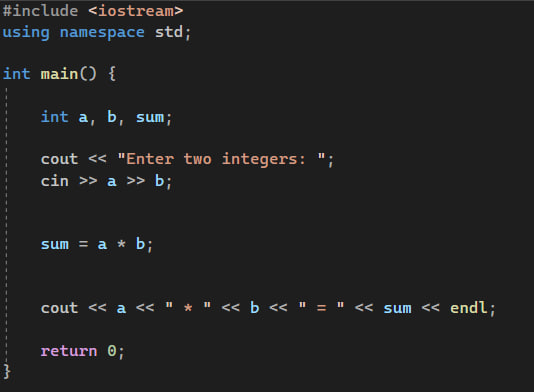 #include <iostream>
using namespace std;
int main() {
int a, b, sum;
cout << "Enter two integers: ";
cin >> a >> b;
sum = a * b;
cout << a << " * " << b << " = " << sum << endl;
return 0;
}